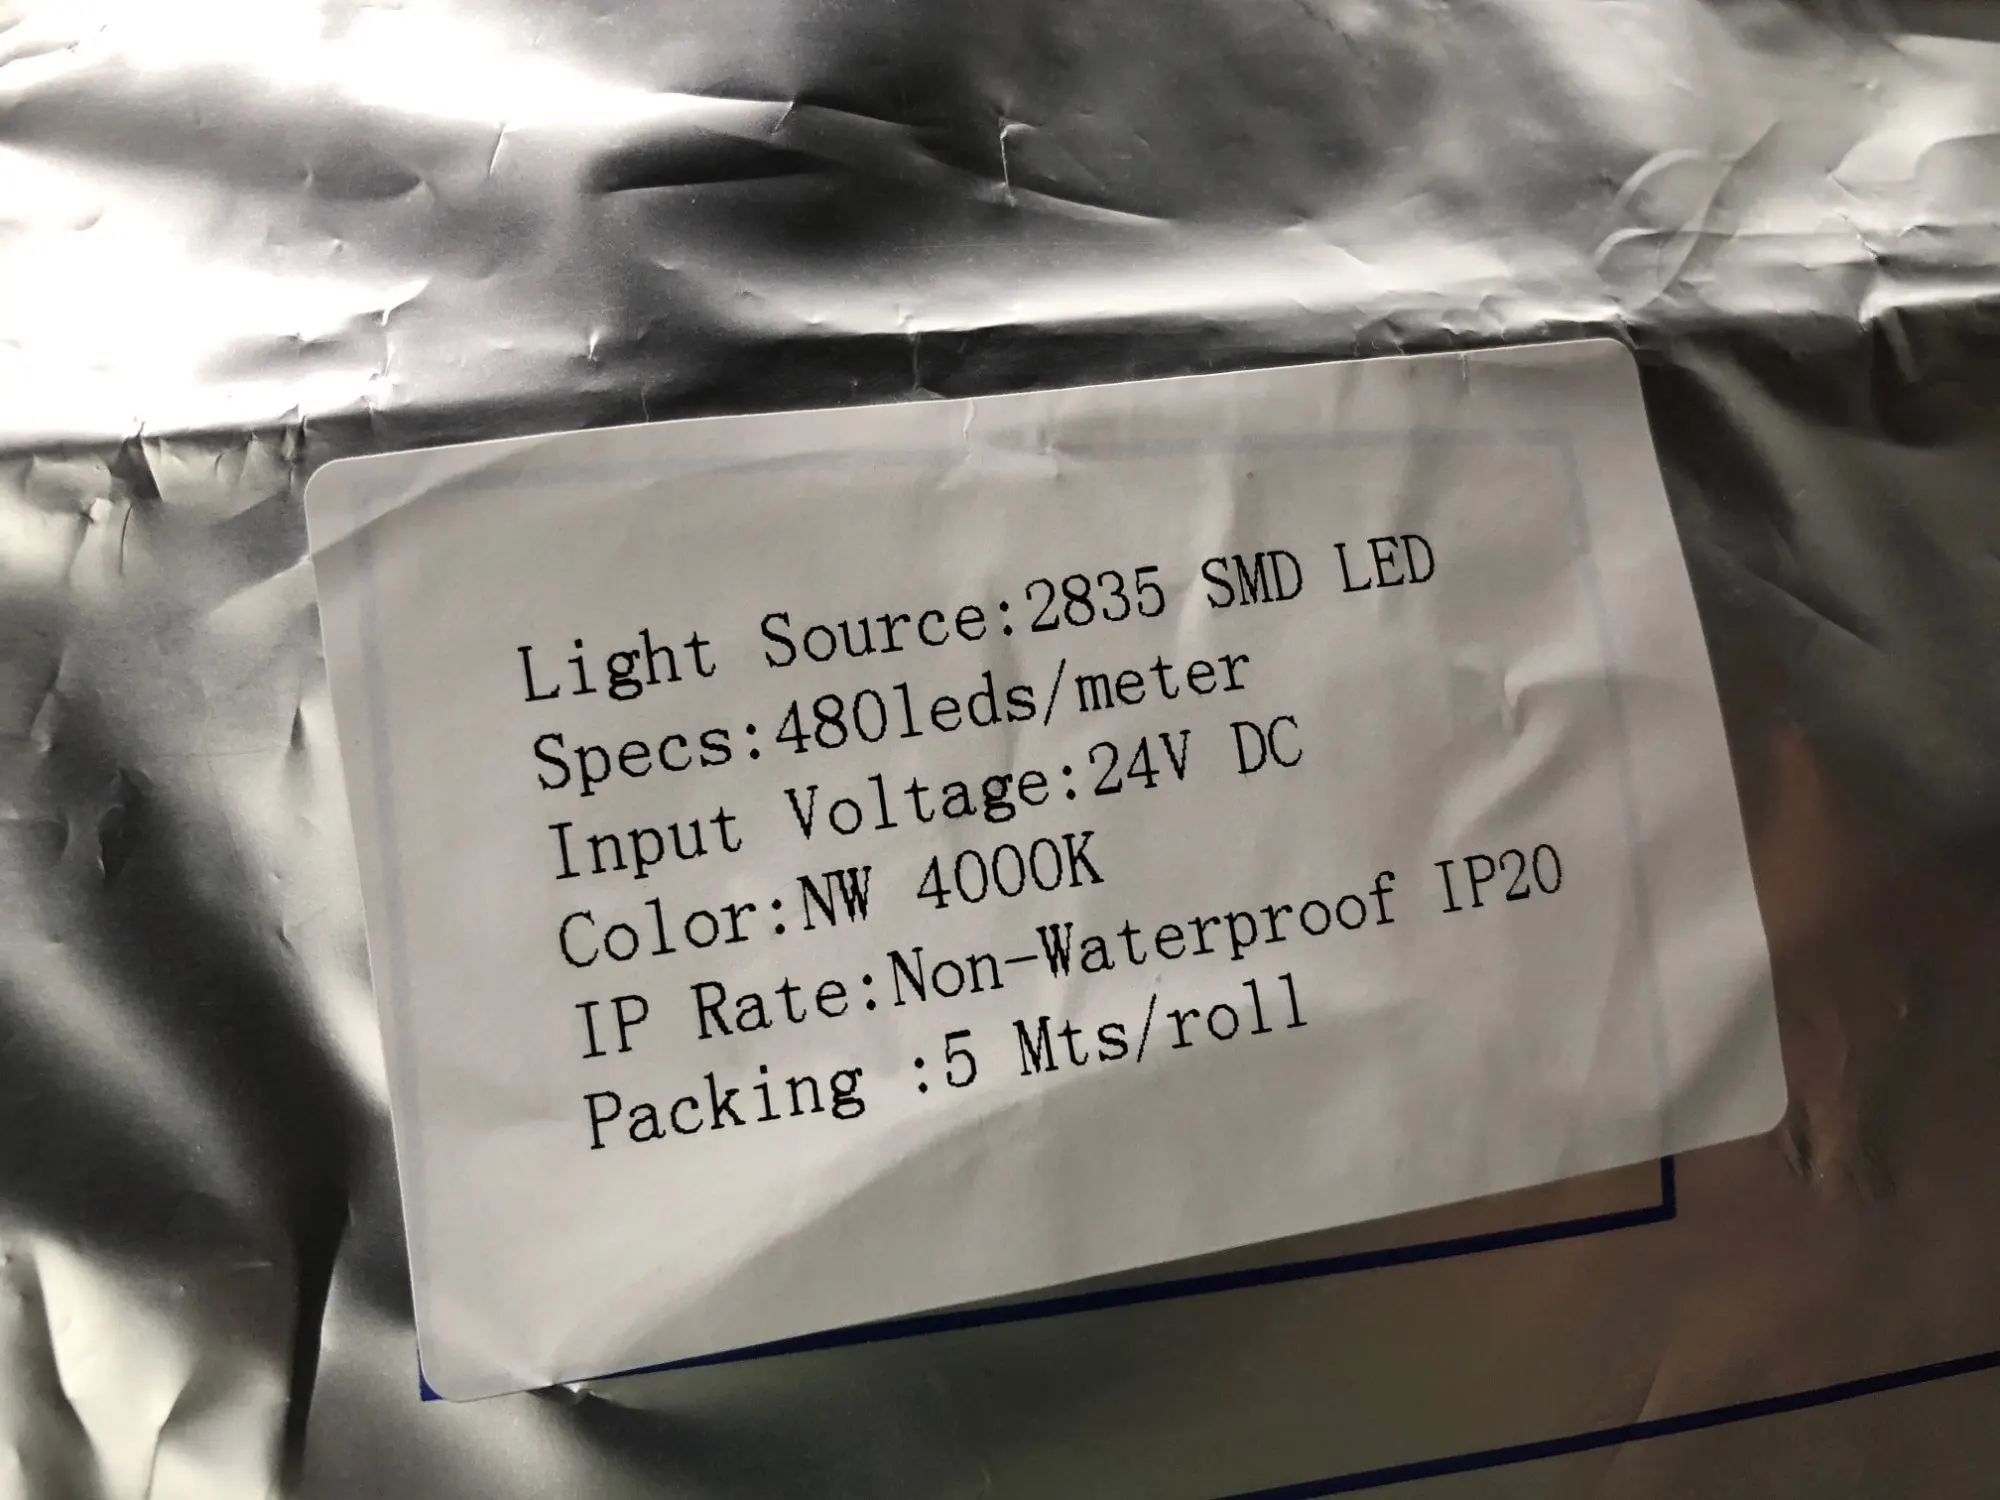 Light Source:2835 SMD LED
Specs:480leds/meter
Input Voltage:24V DC
Color:NW 4000K
IP Rate:Non-Waterproof IP20
Packing :5 Mts/roll